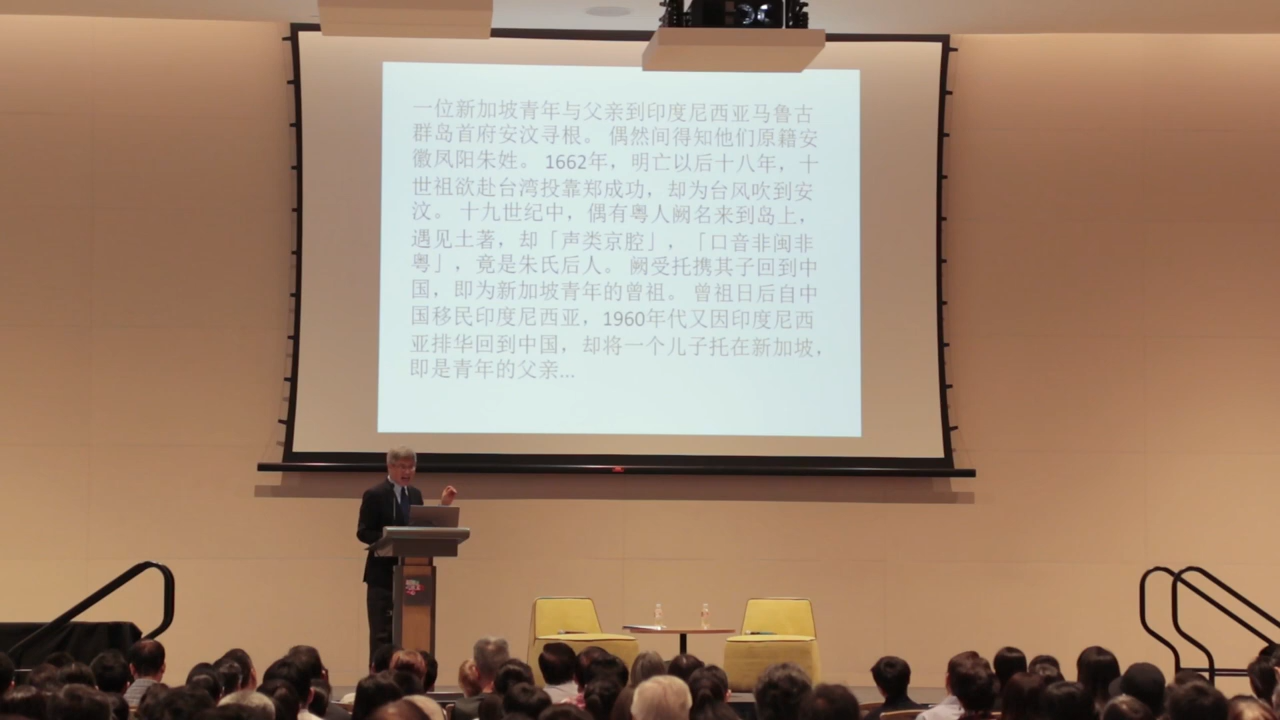 一位新加坡青年与父亲到印度尼西亚马鲁古
群岛首府安汶寻根。 偶然间得知他们原籍安
徽凤阳朱姓。 1662年，明亡以后十八年，十
世祖欲赴台湾投靠郑成功，却为台风吹到安
汶。 十九世纪中，偶有粤人阙名来到岛上，
遇见土著，却「声类京腔」，「口音非闽非
粤」，竟是朱氏后人。 阙受托携其子回到中
国，即为新加坡青年的曾祖。 曾祖日后自中
国移民印度尼西亚，1960年代又因印度尼西
亚排华回到中国，却将一个儿子托在新加坡，
即是青年的父亲...